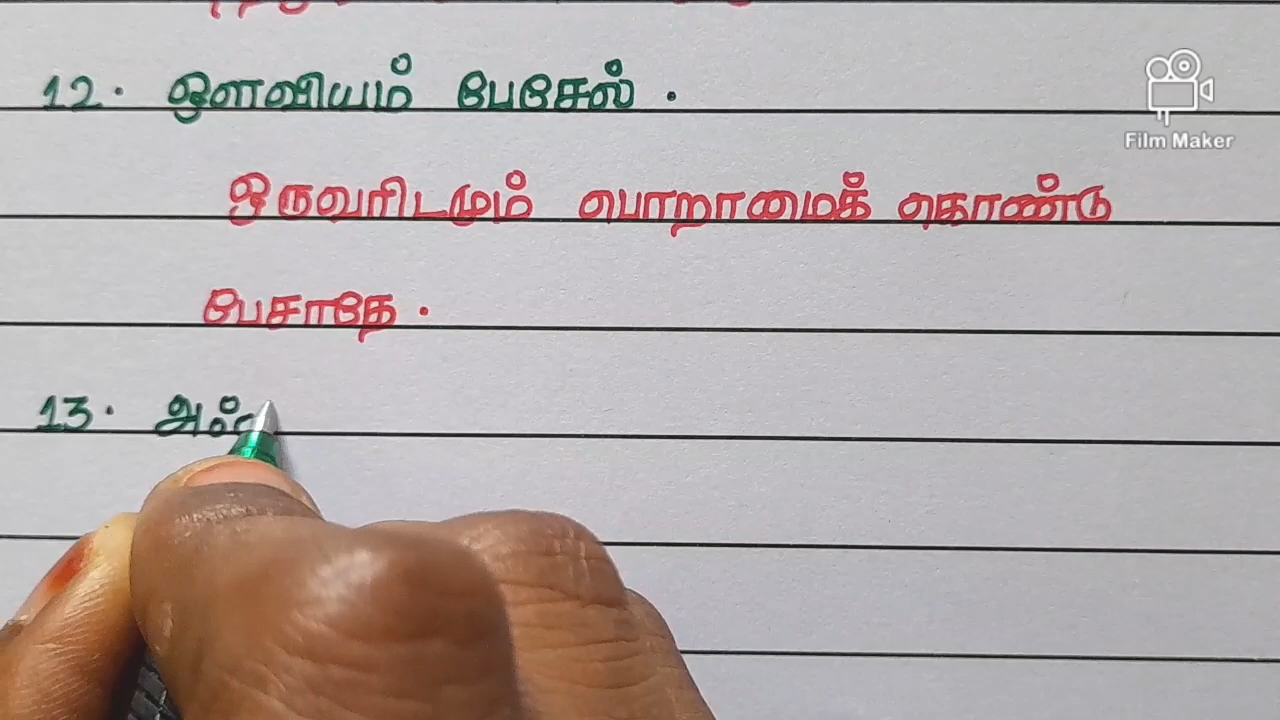 12. ஔவியம் பேசேல்.
Film Maker
ஒருவரிடமும் பொறாமைக் கொண்டு
பேசாதே.
13. அஃ